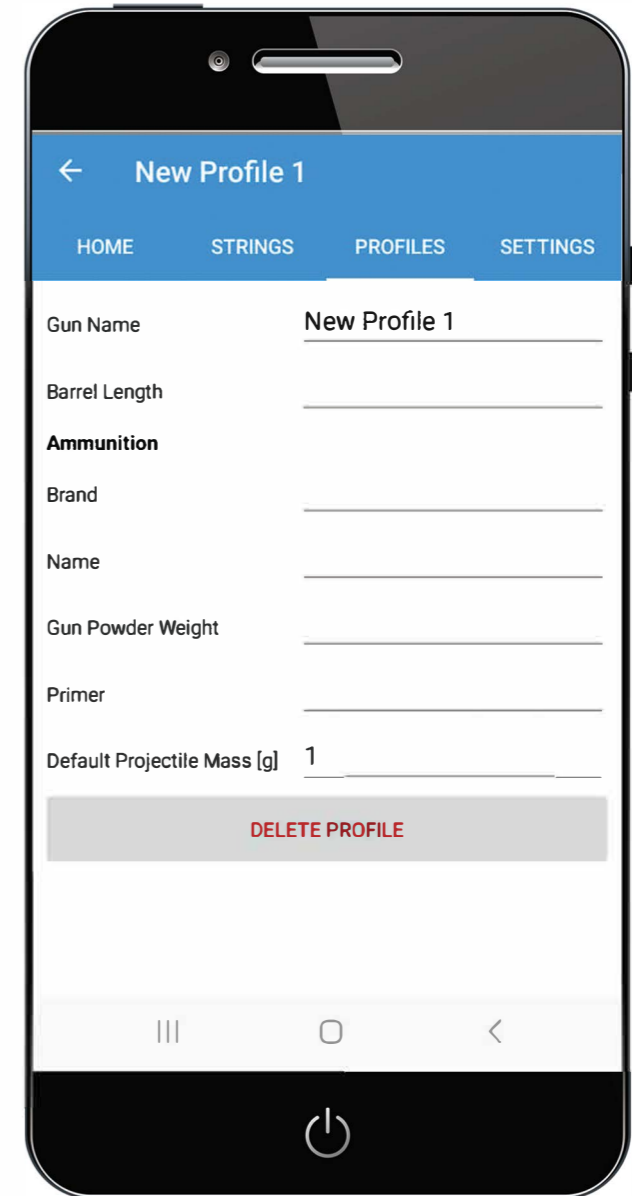 New Profile 1
HOME STRINGS PROFILES SETTINGS
Gun Name New Profile 1
Barrel Length
Ammunition
Brand
Name
Gun Powder Weight
Primer
Default Projectile Mass [g] 1
DELETE PROFILE